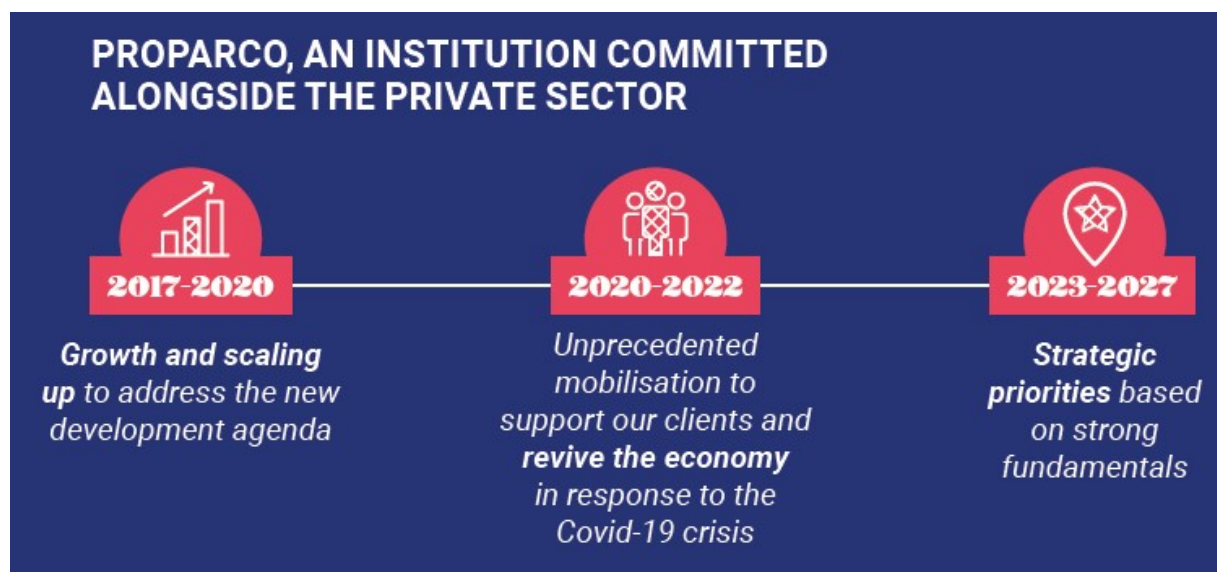 PROPARCO, AN INSTITUTION COMMITTED
ALONGSIDE THE PRIVATE SECTOR
2017-2020
Growth and scaling
up to address the new
development agenda
2020-2022
Unprecedented
mobilisation to
support our clients and
revive the economy
in response to the
Covid-19 crisis
2023-2027
Strategic
priorities based
on strong
fundamentals